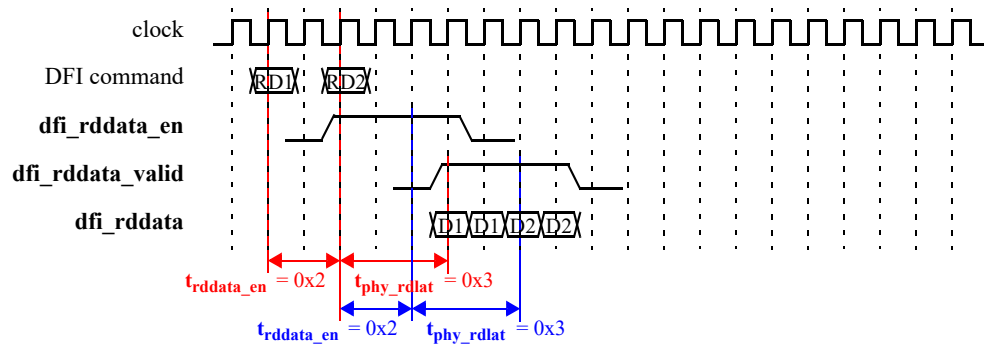 clock
DFI command RD1 RD2
dfi_rddata_en
dfi_rddata_valid
dfi_rddata D1 D1 D2 D2
trddata_en = 0x2 tphy_rdlat = 0x3
trddata_en = 0x2 tphy_rdlat = 0x3